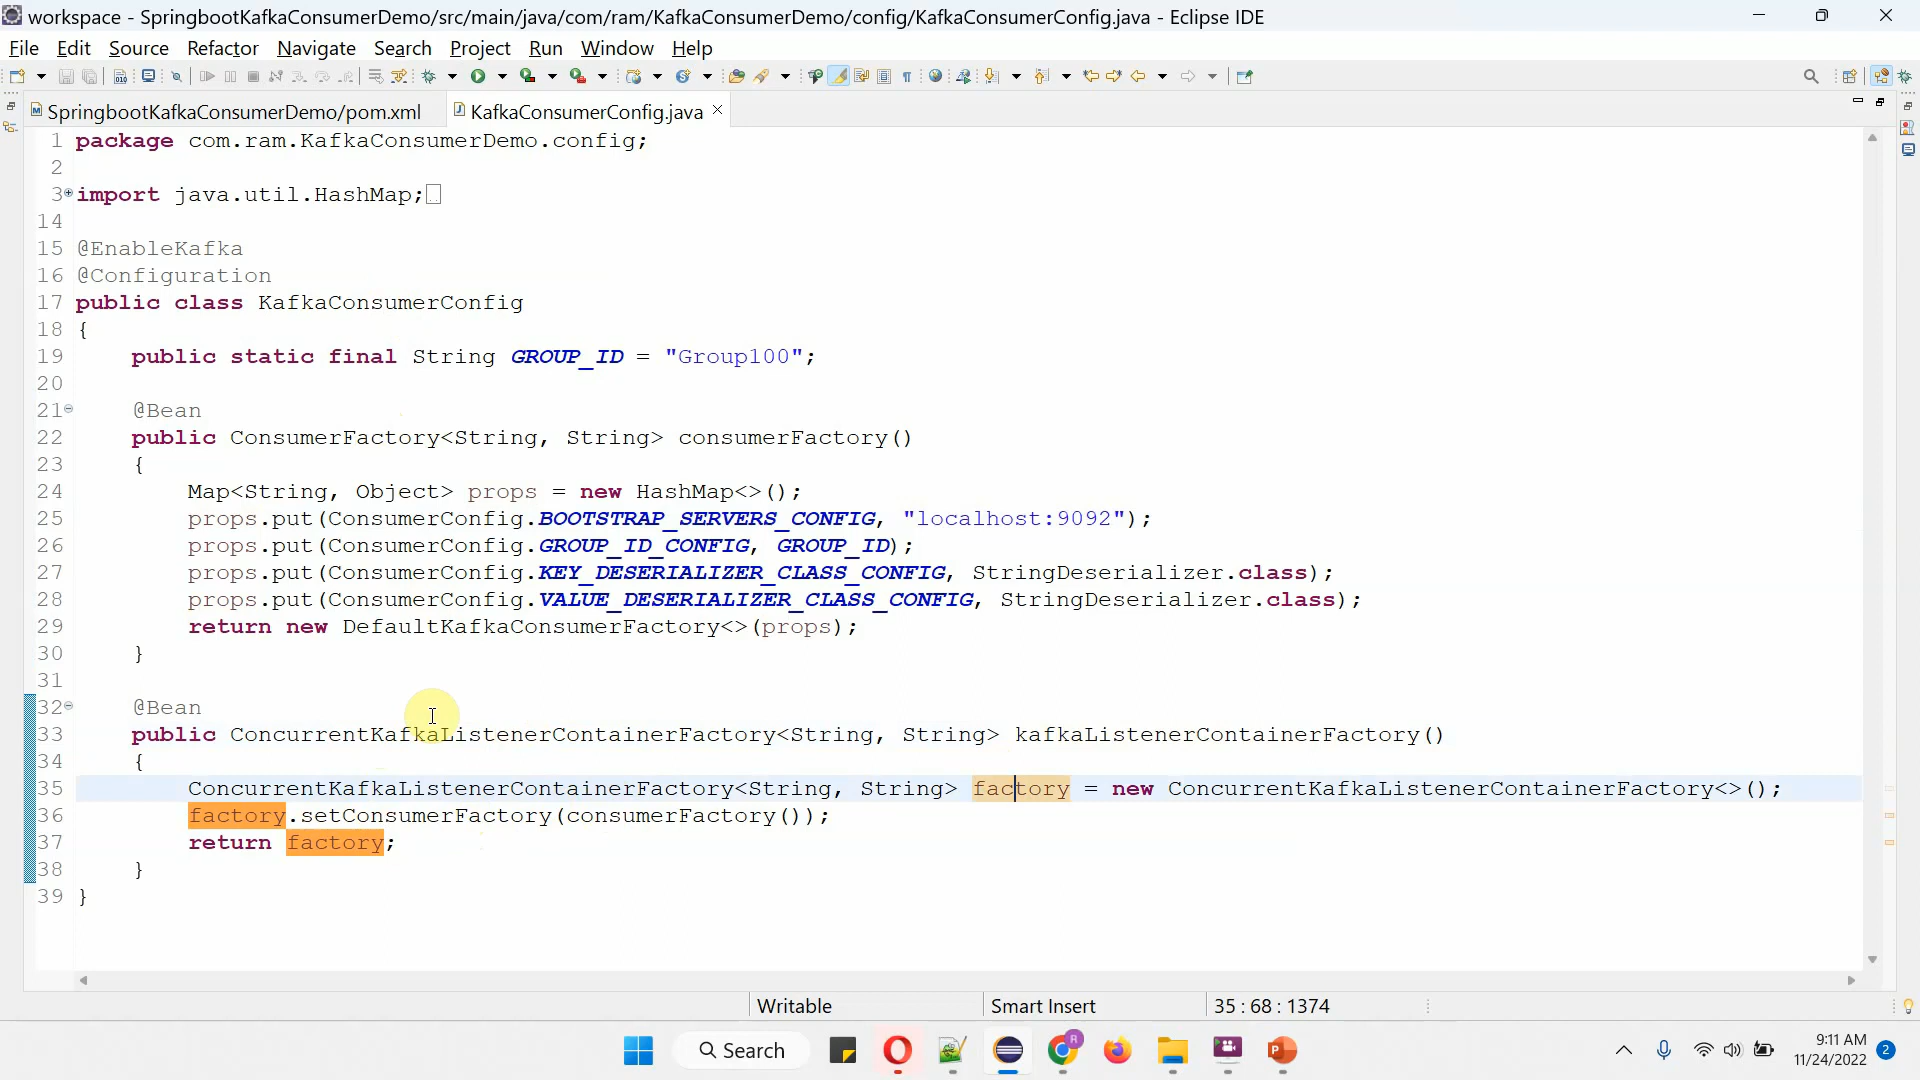 workspace - SpringbootKafkaConsumerDemo/src/main/java/com/ram/KafkaConsumerDemo/config/KafkaConsumerConfig.java - Eclipse IDE
File Edit Source Refactor Navigate Search Project Run Window Help
SpringbootKafkaConsumerDemo/pom.xml KafkaConsumerConfig.java
1 package com.ram.KafkaConsumerDemo.config;
2
3 import java.util.HashMap;
14
15 @EnableKafka
16 @Configuration
17 public class KafkaConsumerConfig
18 {
19 public static final String GROUP_ID = "Group100";
20
21 @Bean
22 public ConsumerFactory<String, String> consumerFactory()
23 {
24 Map<String, Object> props = new HashMap<>();
25 props.put(ConsumerConfig.BOOTSTRAP_SERVERS_CONFIG, "localhost:9092");
26 props.put(ConsumerConfig.GROUP_ID_CONFIG, GROUP_ID);
27 props.put(ConsumerConfig.KEY_DESERIALIZER_CLASS_CONFIG, StringDeserializer.class);
28 props.put(ConsumerConfig.VALUE_DESERIALIZER_CLASS_CONFIG, StringDeserializer.class);
29 return new DefaultKafkaConsumerFactory<>(props);
30 }
31
32 @Bean
33 public ConcurrentKafkaListenerContainerFactory<String, String> kafkaListenerContainerFactory()
34 {
35 ConcurrentKafkaListenerContainerFactory<String, String> factory = new ConcurrentKafkaListenerContainerFactory<>();
36 factory.setConsumerFactory(consumerFactory());
37 return factory;
38 }
39 }
Writable Smart Insert 35 : 68 : 1374
Search
9:11 AM
11/24/2022
2